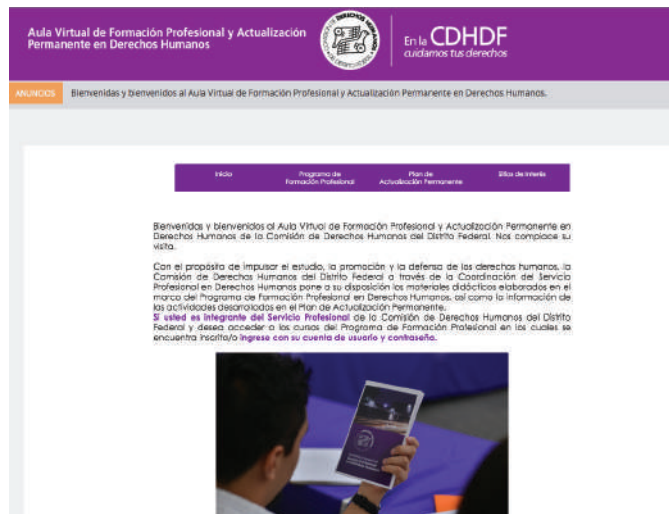 Aula Virtual de Formación Profesional y Actualización
Permanente en Derechos Humanos
En la CDHDF
cuidamos tus derechos
ANUNCIOS Bienvenidas y bienvenidos al Aula Virtual de Formación Profesional y Actualización Permanente en Derechos Humanos.
Inicio
Programa de
Formación Profesional
Plan de
Actualización Permanente
Sitios de Interés
Bienvenidas y bienvenidos al Aula Virtual de Formación Profesional y Actualización Permanente en
Derechos Humanos de la Comisión de Derechos Humanos del Distrito Federal. Nos complace su
visita.
Con el propósito de impulsar el estudio, la promoción y la defensa de los derechos humanos, la
Comisión de Derechos Humanos del Distrito Federal a través de la Coordinación del Servicio
Profesional en Derechos Humanos pone a su disposición los materiales didácticos elaborados en el
marco del Programa de Formación Profesional en Derechos Humanos, así como la información de
las actividades desarrolladas en el Plan de Actualización Permanente.
Si usted es integrante del Servicio Profesional de la Comisión de Derechos Humanos del Distrito
Federal y desea acceder a los cursos del Programa de Formación Profesional en los cuales se
encuentra inscrita/o ingrese con su cuenta de usuario y contraseña.